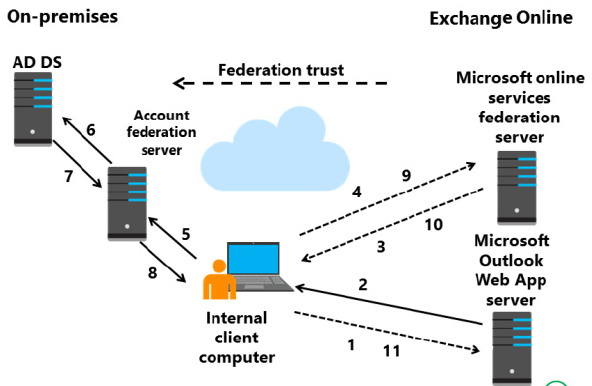 On-premises
Exchange Online
AD DS
Federation trust
Microsoft online
services
federation
server
Account
federation
server
6
7
4
9
5
3
10
8
2
Microsoft
Outlook
Web App
server
Internal
client
computer
1
11